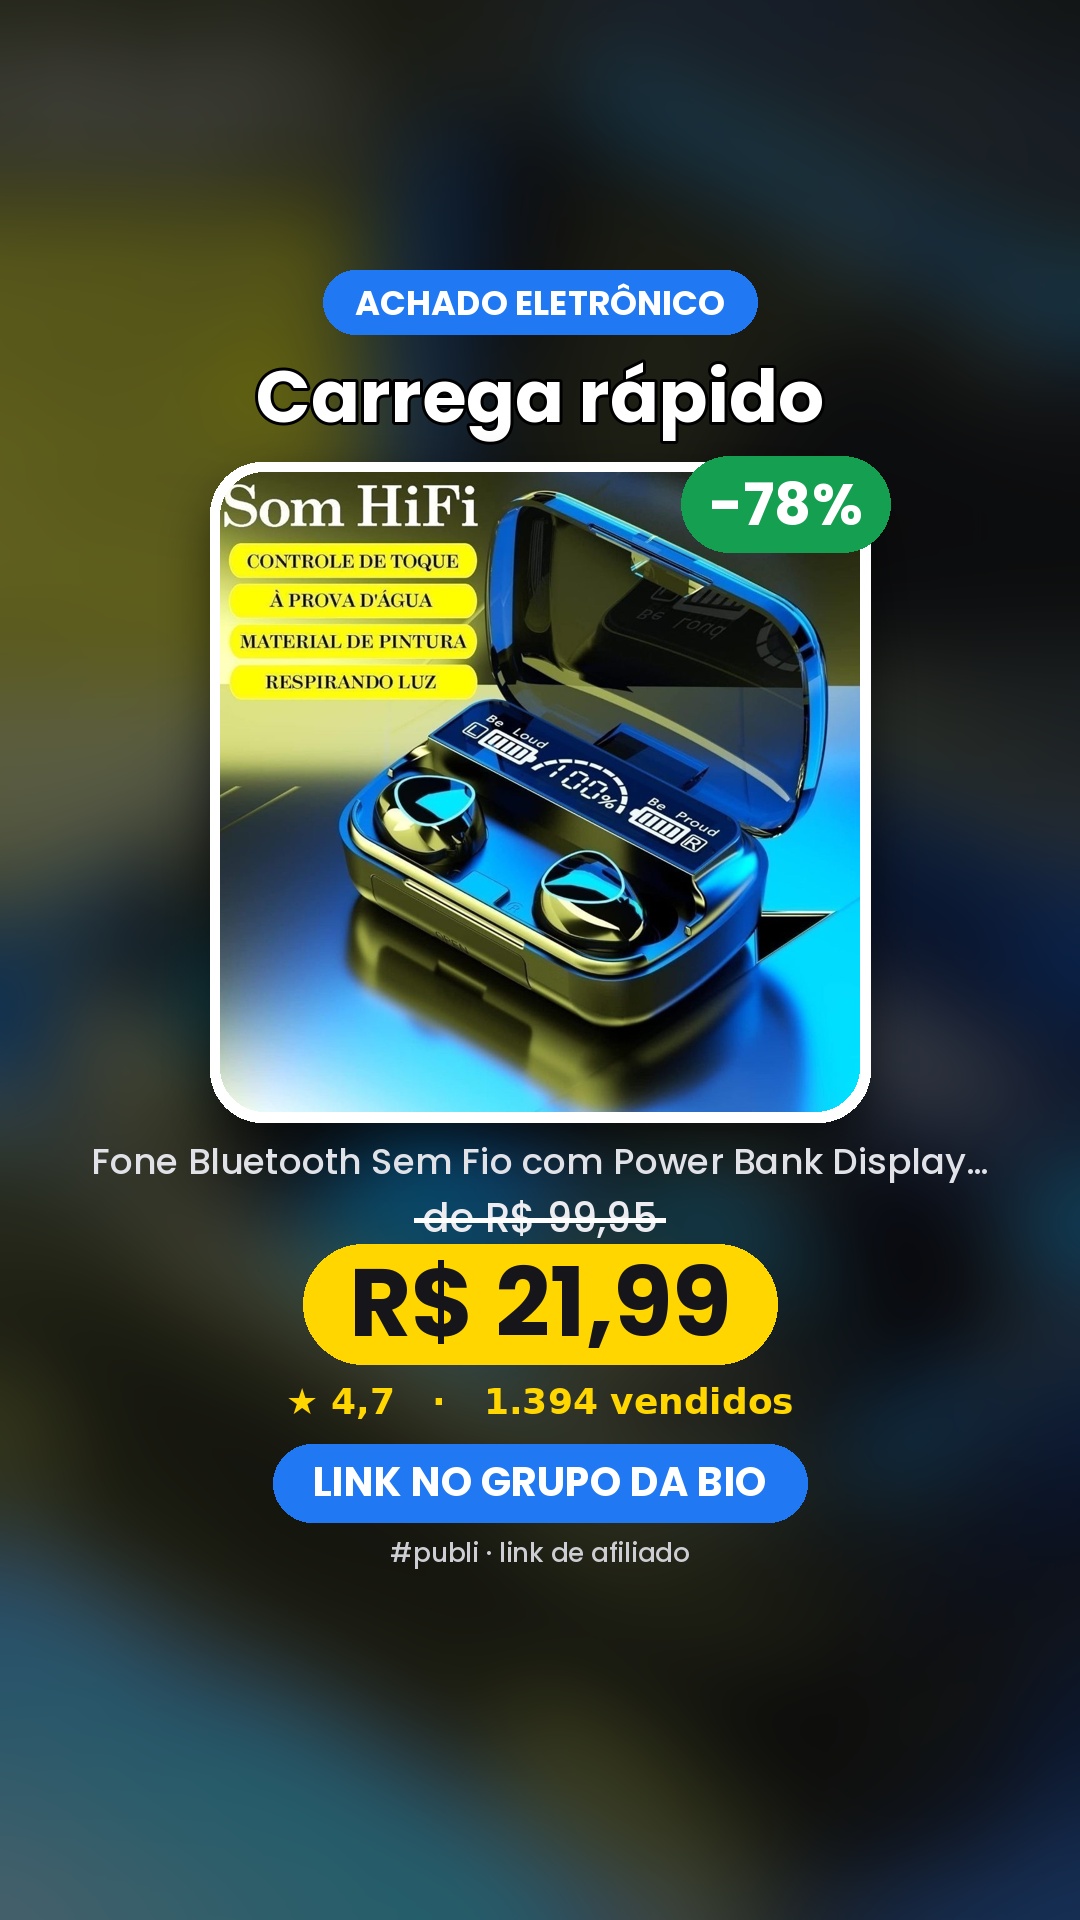 ACHADO ELETRÔNICO
Carrega rápido
-78%
Som HiFi
CONTROLE DE TOQUE
À PROVA D'ÁGUA
MATERIAL DE PINTURA
RESPIRANDO LUZ
Be Loud
L
100%
Be Proud
R
Be Loud
Fone Bluetooth Sem Fio com Power Bank Display...
de R$ 99,95
R$ 21,99
★ 4,7 · 1.394 vendidos
LINK NO GRUPO DA BIO
#publi · link de afiliado